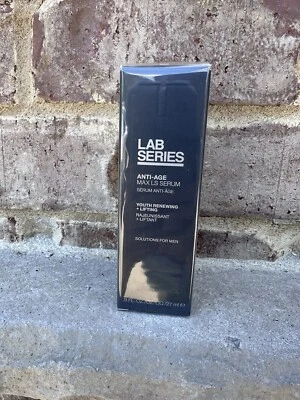 LAB
SERIES
ANTI-AGE
MAX LS SERUM
SÉRUM ANTI-ÂGE
YOUTH RENEWING
+ LIFTING
RAJEUNISSANT
+ LIFTANT
SOLUTIONS FOR MEN